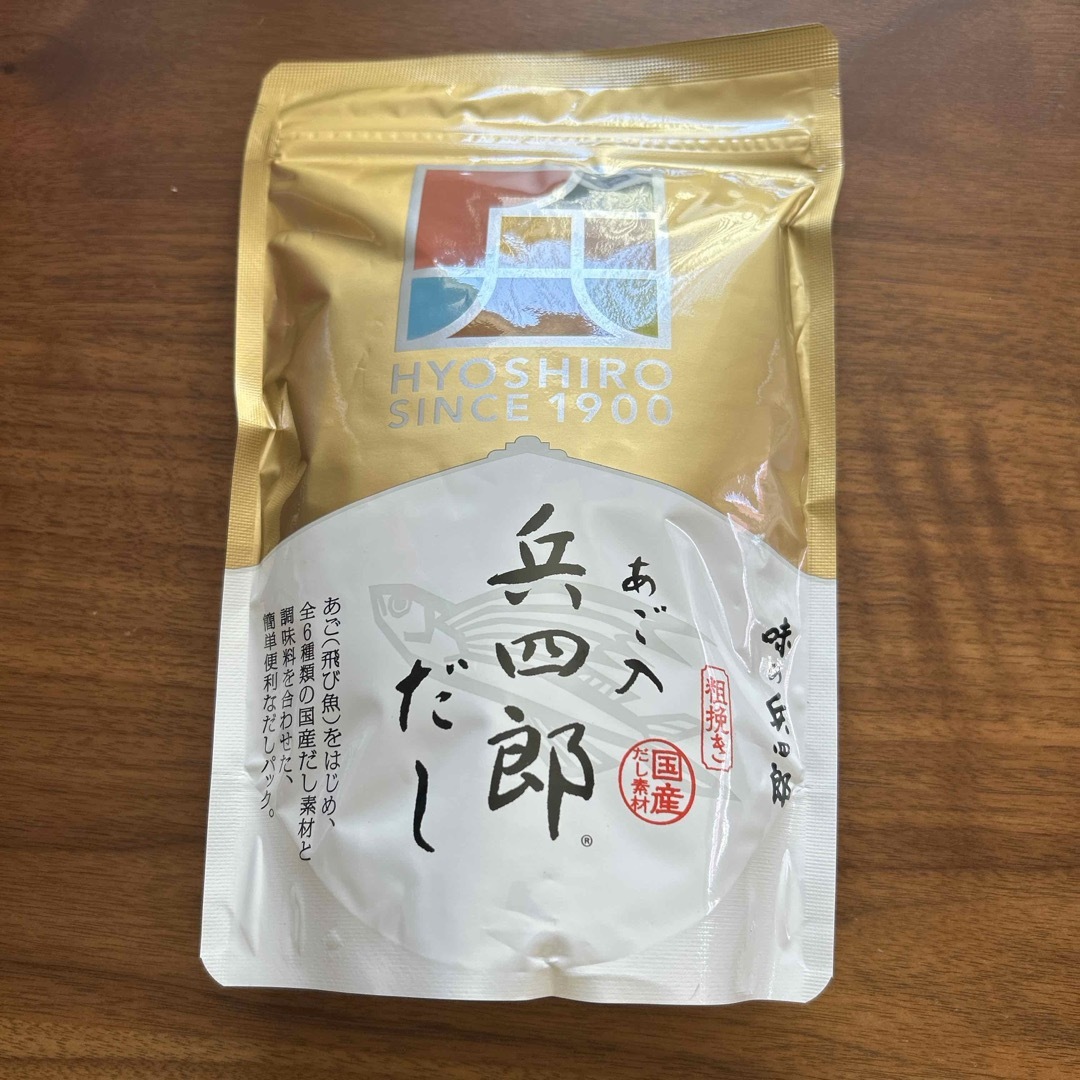 HYOSHIRO
SINCE 1900
味の兵四郎
あご入
兵四郎
だし
®
粗挽き
国産
だし素材
あご(飛び魚)をはじめ、
全6種類の国産だし素材と
調味料を合わせた、
簡単便利なだしパック。